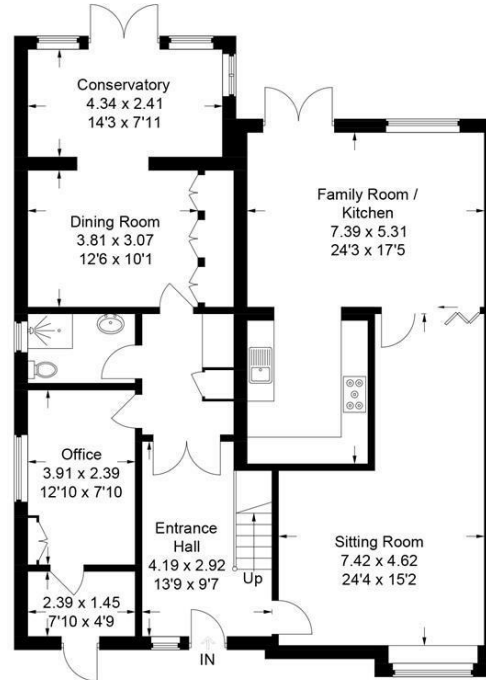 Conservatory
4.34 x 2.41
14'3 x 7'11
Dining Room
3.81 x 3.07
12'6 x 10'1
Family Room /
Kitchen
7.39 x 5.31
24'3 x 17'5
Office
3.91 x 2.39
12'10 x 7'10
Entrance
Hall
4.19 x 2.92
13'9 x 9'7
Up
Sitting Room
7.42 x 4.62
24'4 x 15'2
2.39 x 1.45
7'10 x 4'9
IN